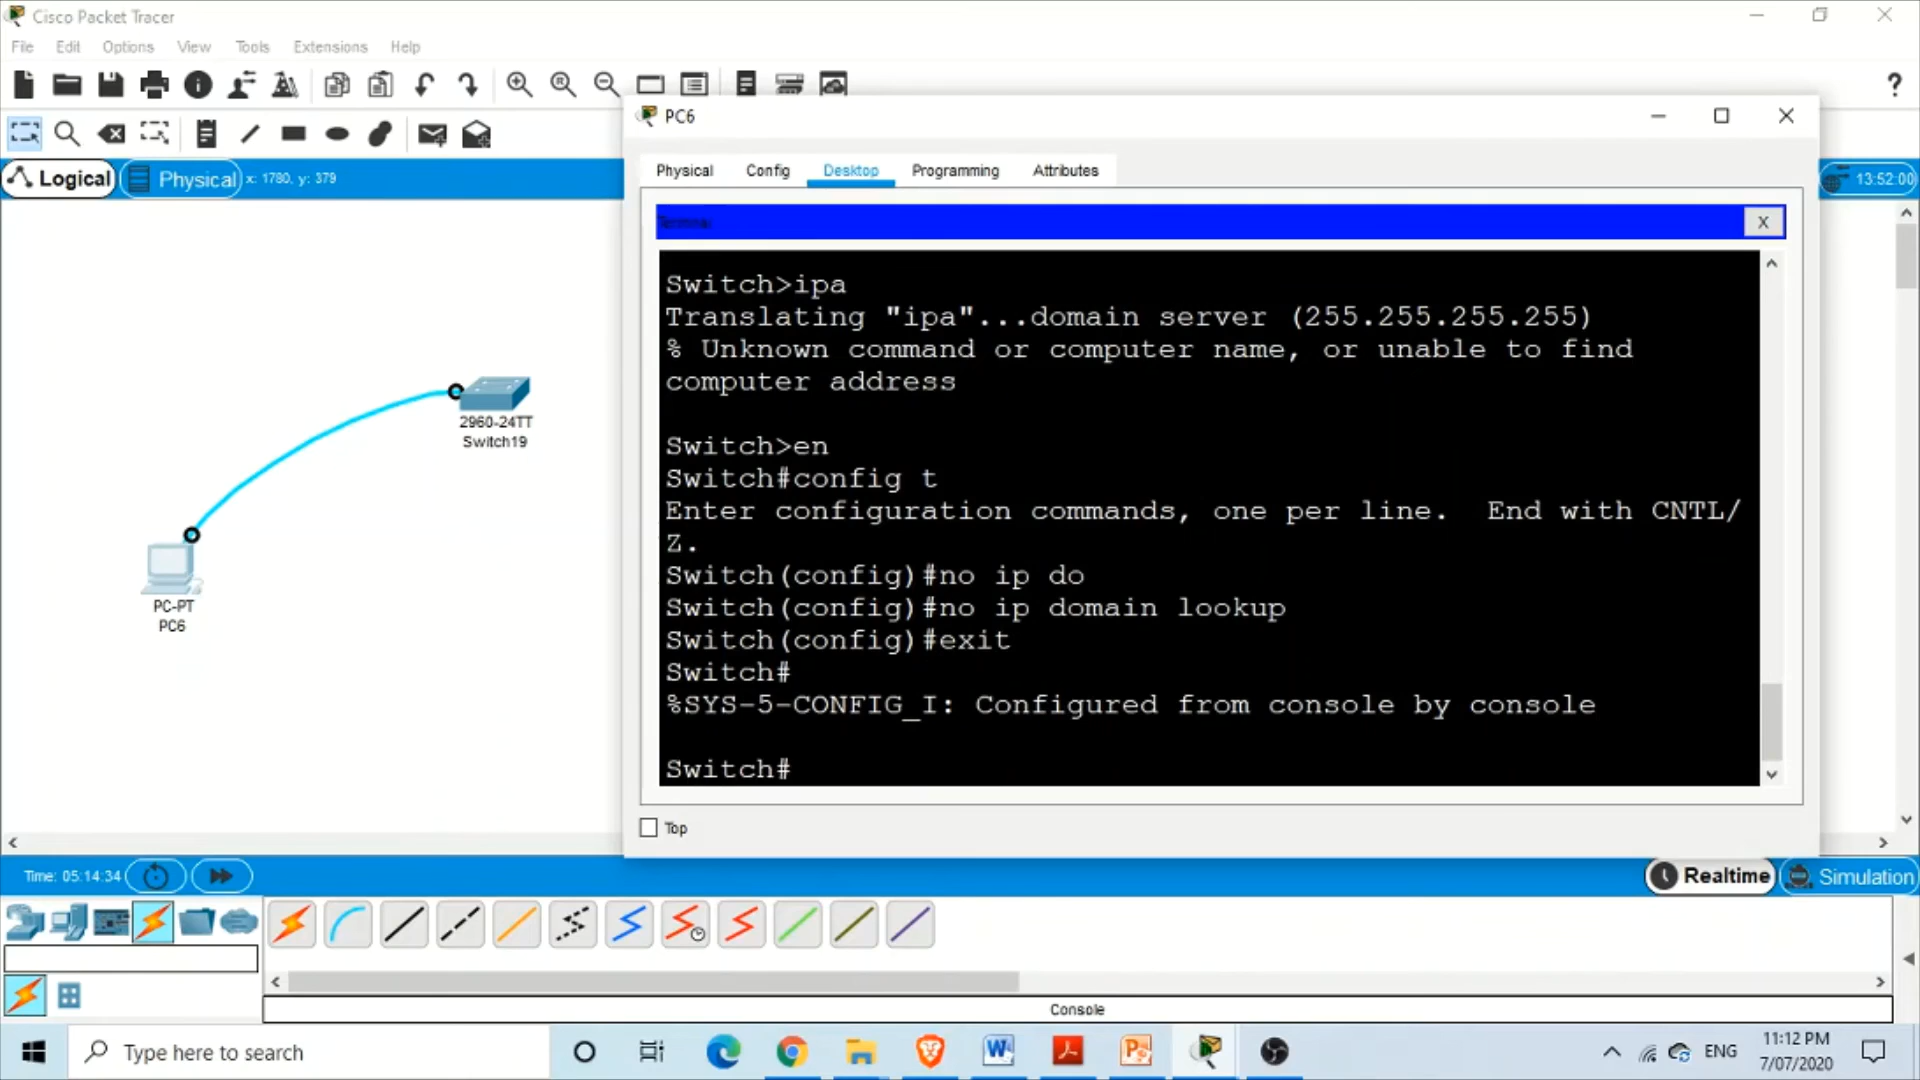 Cisco Packet Tracer
File Edit Options View Tools Extensions Help
?
PC6
Physical Config Desktop Programming Attributes
Logical Physical x: 1780, y: 379
13:52:00
Terminal
X
Switch>ipa
Translating "ipa"...domain server (255.255.255.255)
% Unknown command or computer name, or unable to find
computer address
Switch>en
Switch#config t
Enter configuration commands, one per line.  End with CNTL/
Z.
Switch(config)#no ip do
Switch(config)#no ip domain lookup
Switch(config)#exit
Switch#
%SYS-5-CONFIG_I: Configured from console by console
Switch#
2960-24TT
Switch19
PC-PT
PC6
Top
Time: 05:14:34
Realtime Simulation
Console
Type here to search
ENG
11:12 PM
7/07/2020